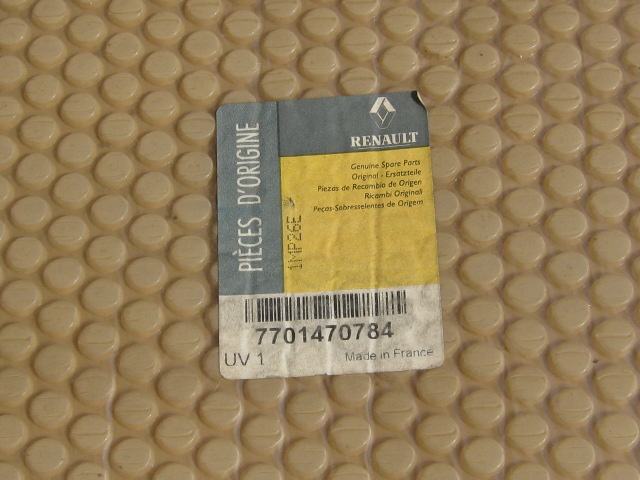 PIÈCES D'ORIGINE
RENAULT
Genuine Spare Parts
Original - Ersatzteile
Piezas de Recambio de Origen
Ricambi Originali
Peças-Sobresselentes de Origem
1MP26E
7701470784
UV 1
Made in France